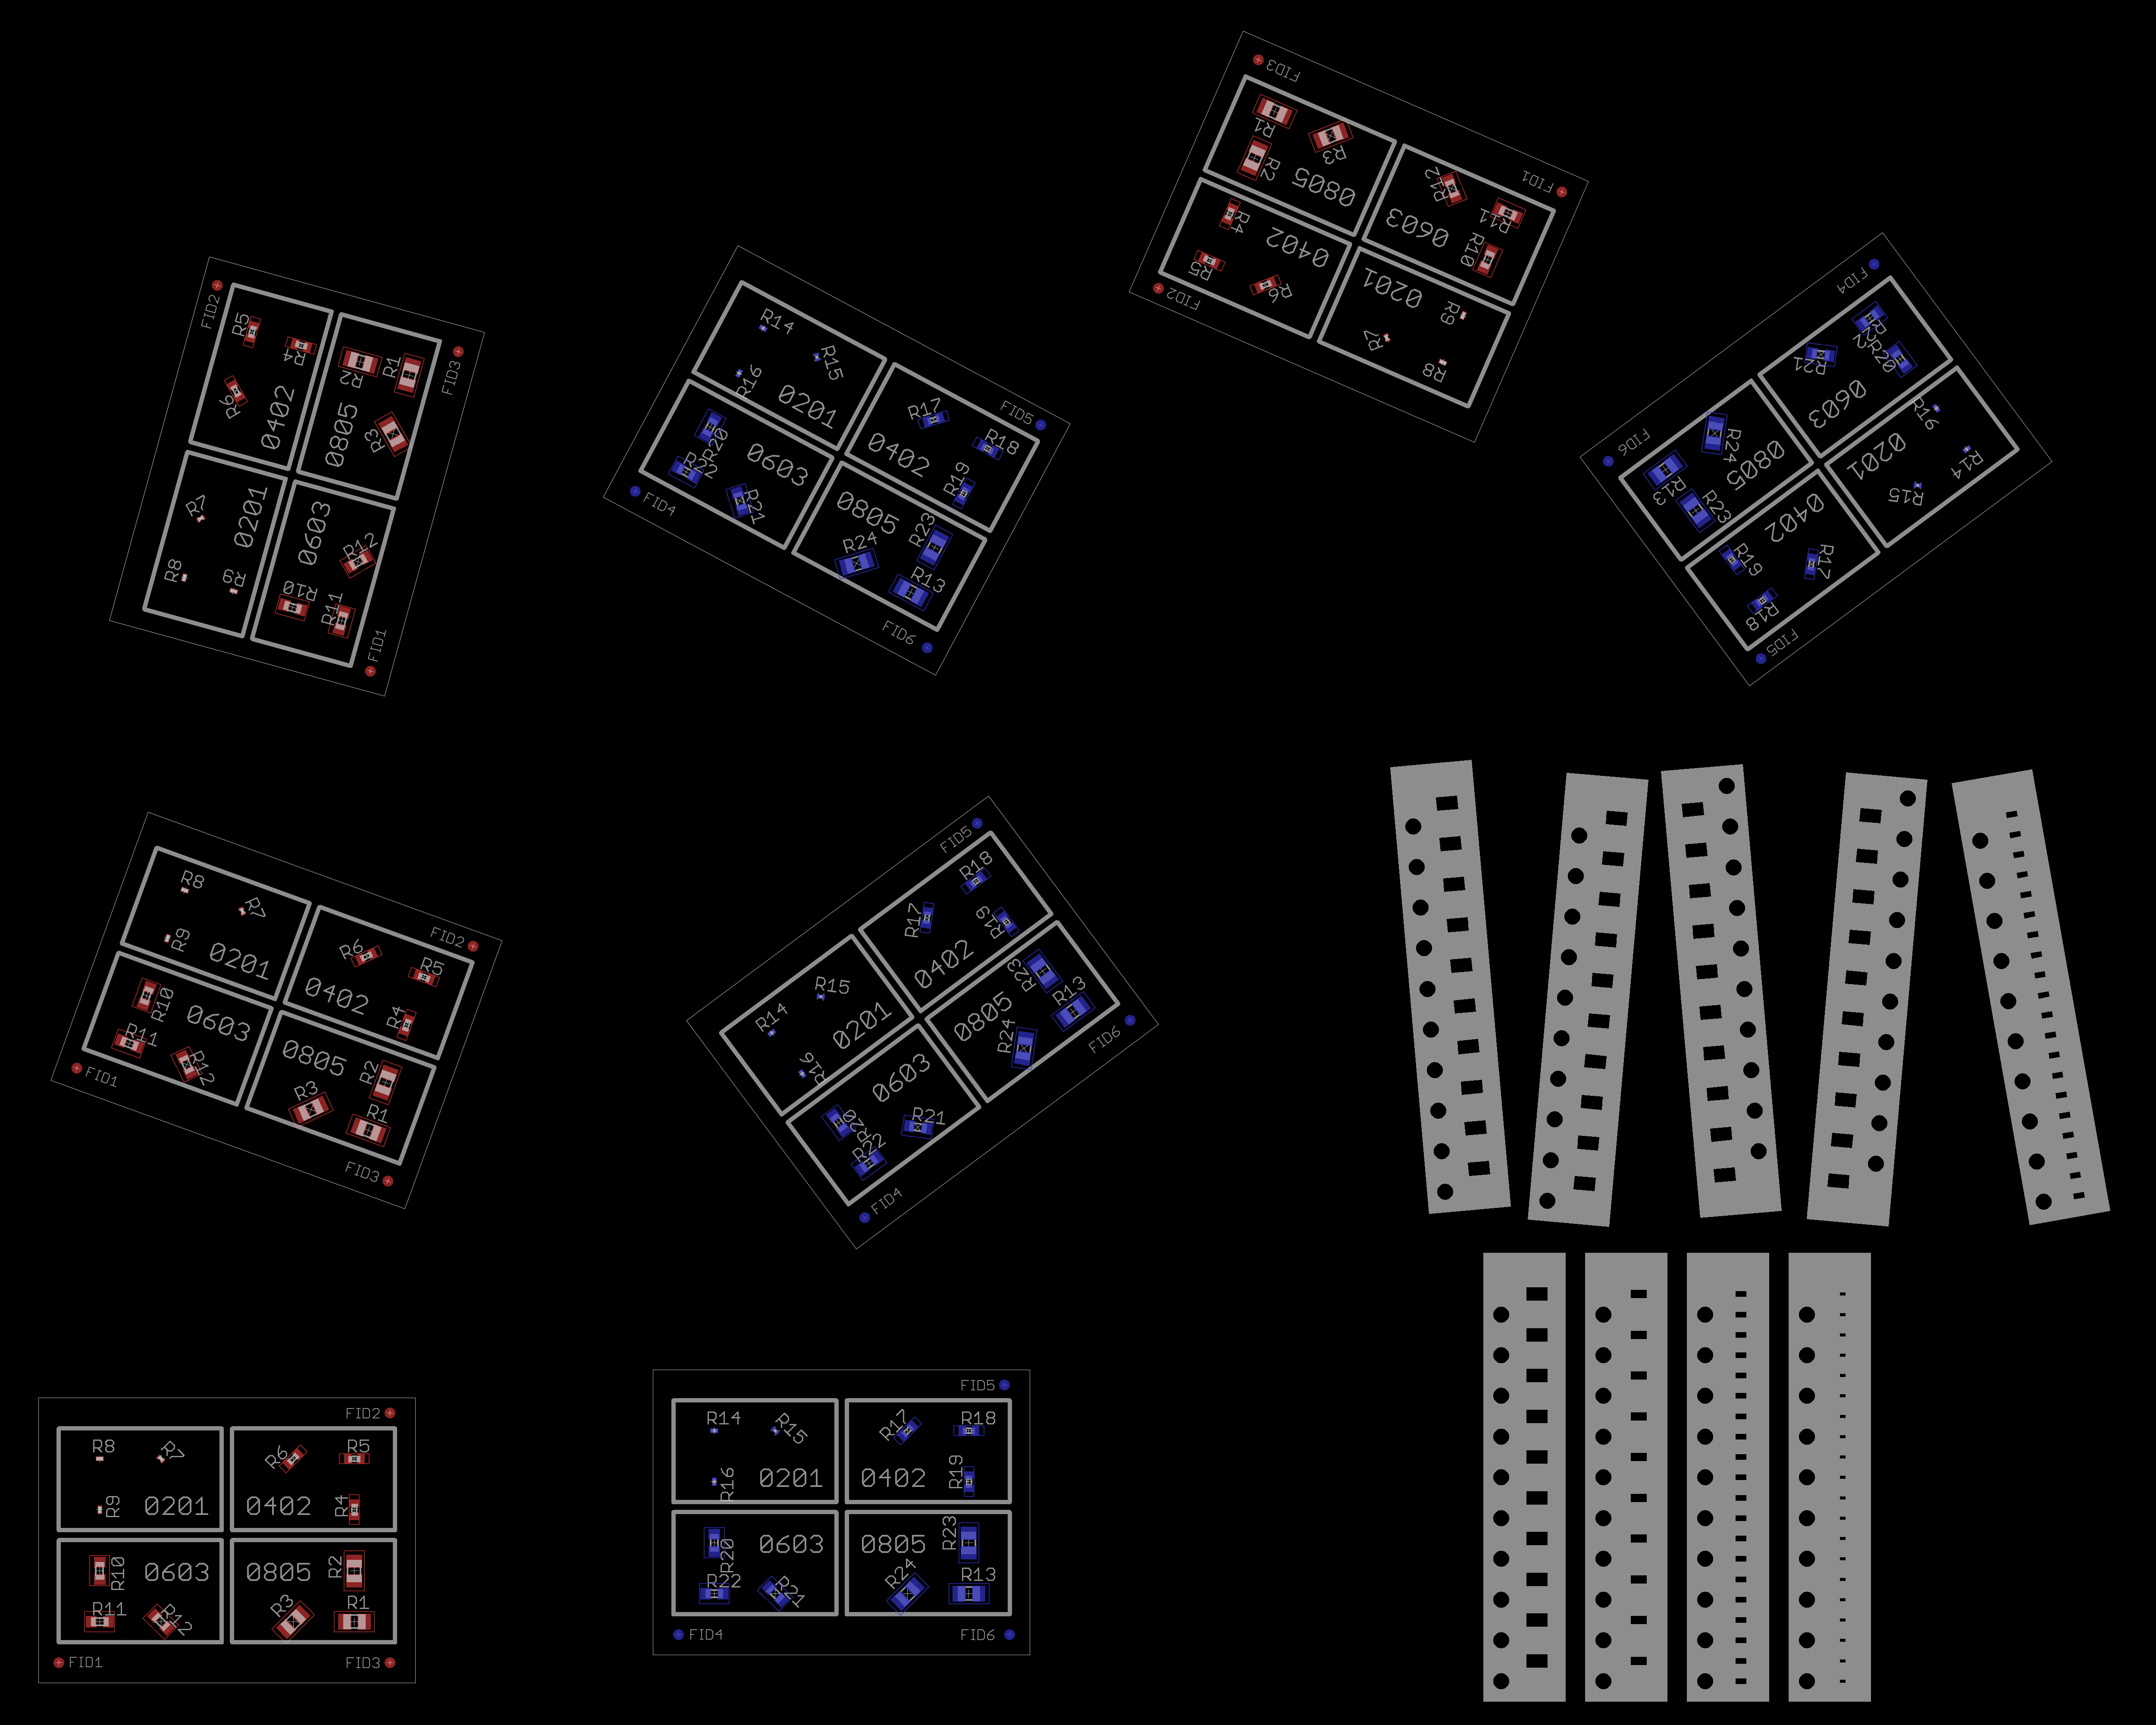 FID3
R1
R3
R2
0805
FID1
R12
R11
0603
R10
R4
0402
R5
R6
FID2
0201
R9
R7
R8
FID2
R5
R4
R6
0402
FID3
R1
R2
R3
0805
R7
0201
R8
R9
0603
R12
R10
R11
FID1
R14
R15
R16
0201
FID5
R17
R18
0402
R19
R20
R22
0603
R21
FID4
0805
R23
R24
R13
FID6
FID4
R22
R20
R21
0603
FID6
R24
R13
0805
R23
R16
0201
R14
R15
0402
R19
R17
R18
FID5
R8
R7
R9
0201
FID2
R6
R5
0402
R4
R10
0603
R11
R12
FID1
0805
R2
R3
R1
FID3
FID5
R18
R17
R19
0402
R15
R14
0201
R16
R23
R13
0805
R24
FID6
0603
R20
R21
R22
FID4
FID2
R8 R7 R6 R5
R9 0201 0402 R4
R10 0603 0805 R2
R11 R12 R3 R1
FID1 FID3
FID5
R14 R15 R17 R18
R16 0201 0402 R19
R20 0603 0805 R23
R22 R21 R24 R13
FID4 FID6